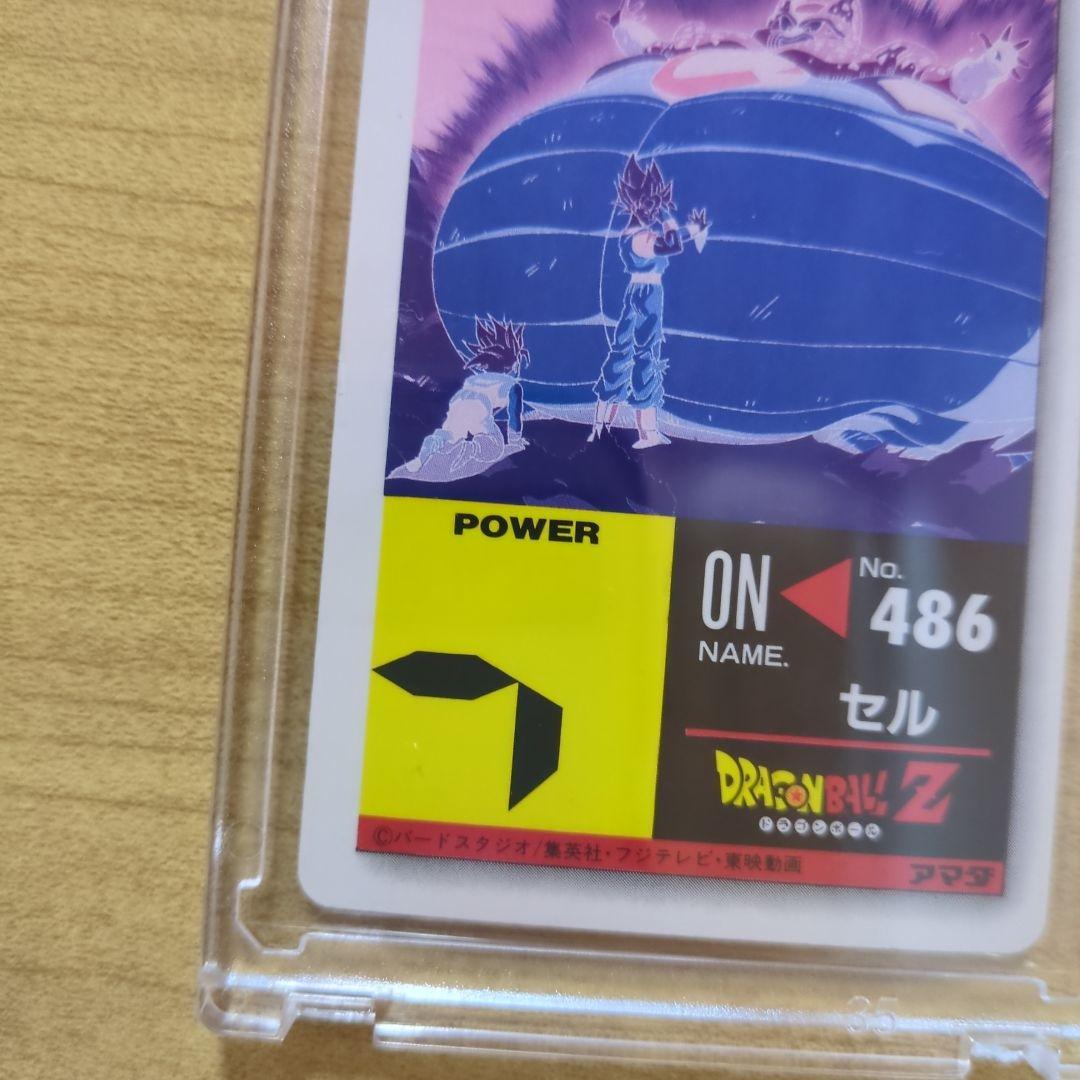 POWER
ON
No.
486
NAME.
セル
DRAGON BALL Z
ドラゴンボール
©バードスタジオ/集英社・フジテレビ・東映動画
アマダ
35